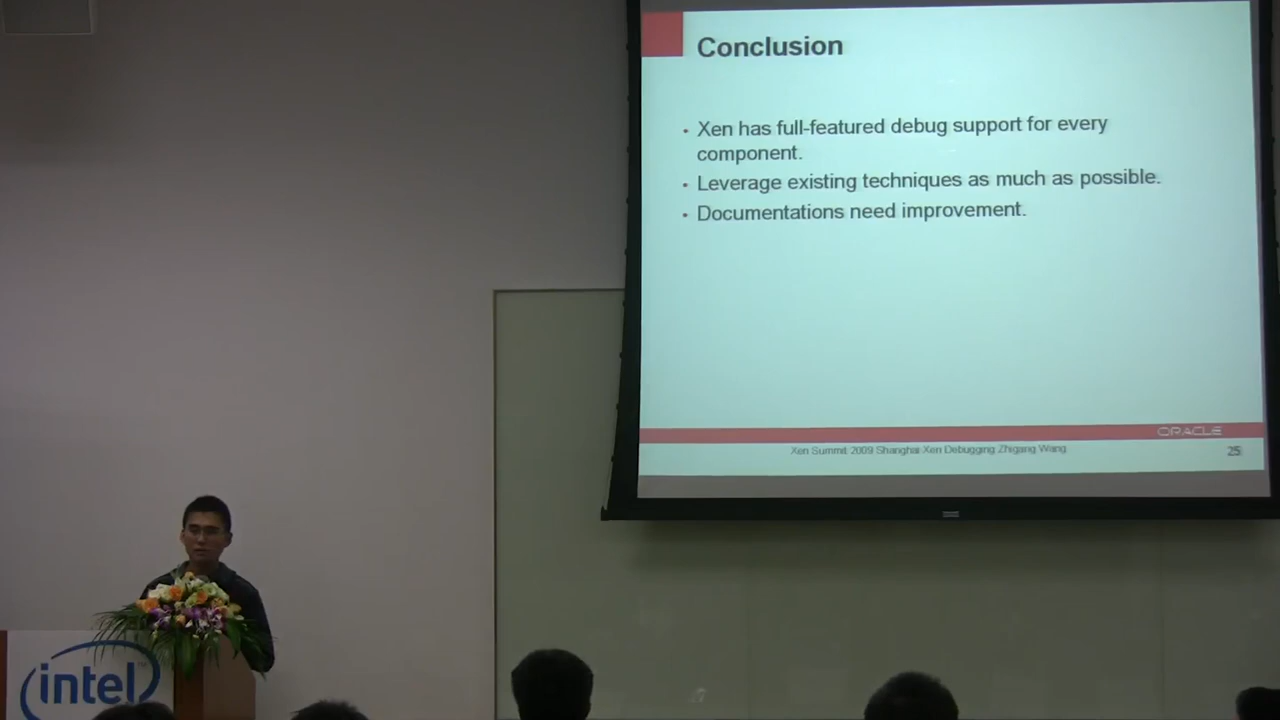 Conclusion
• Xen has full-featured debug support for every
component.
• Leverage existing techniques as much as possible.
• Documentations need improvement.
ORACLE
Xen Summit 2009 Shanghai Xen Debugging Zhigang Wang
25
intel